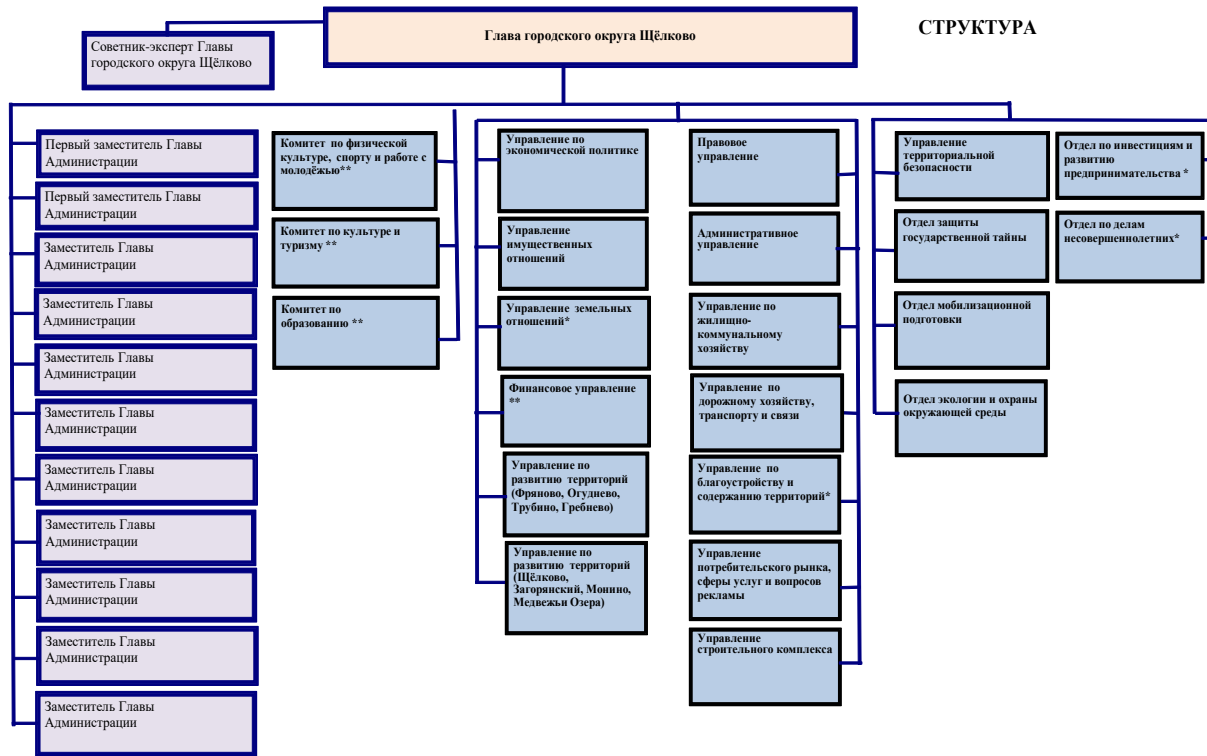 СТРУКТУРА
Глава городского округа Щёлково
Советник-эксперт Главы
городского округа Щёлково
Первый заместитель Главы
Администрации
Первый заместитель Главы
Администрации
Заместитель Главы
Администрации
Заместитель Главы
Администрации
Заместитель Главы
Администрации
Заместитель Главы
Администрации
Заместитель Главы
Администрации
Заместитель Главы
Администрации
Заместитель Главы
Администрации
Заместитель Главы
Администрации
Заместитель Главы
Администрации
Комитет по физической
культуре, спорту и работе с
молодёжью**
Комитет по культуре и
туризму **
Комитет по
образованию **
Управление по
экономической политике
Управление
имущественных
отношений
Управление земельных
отношений*
Финансовое управление
**
Управление по
развитию территорий
(Фряново, Огуднево,
Трубино, Гребнево)
Управление по
развитию территорий
(Щёлково,
Загорянский, Монино,
Медвежьи Озера)
Правовое
управление
Административное
управление
Управление по
жилищно-
коммунальному
хозяйству
Управление по
дорожному хозяйству,
транспорту и связи
Управление по
благоустройству и
содержанию территорий*
Управление
потребительского рынка,
сферы услуг и вопросов
рекламы
Управление
строительного комплекса
Управление
территориальной
безопасности
Отдел защиты
государственной тайны
Отдел мобилизационной
подготовки
Отдел экологии и охраны
окружающей среды
Отдел по инвестициям и
развитию
предпринимательства *
Отдел по делам
несовершеннолетних*